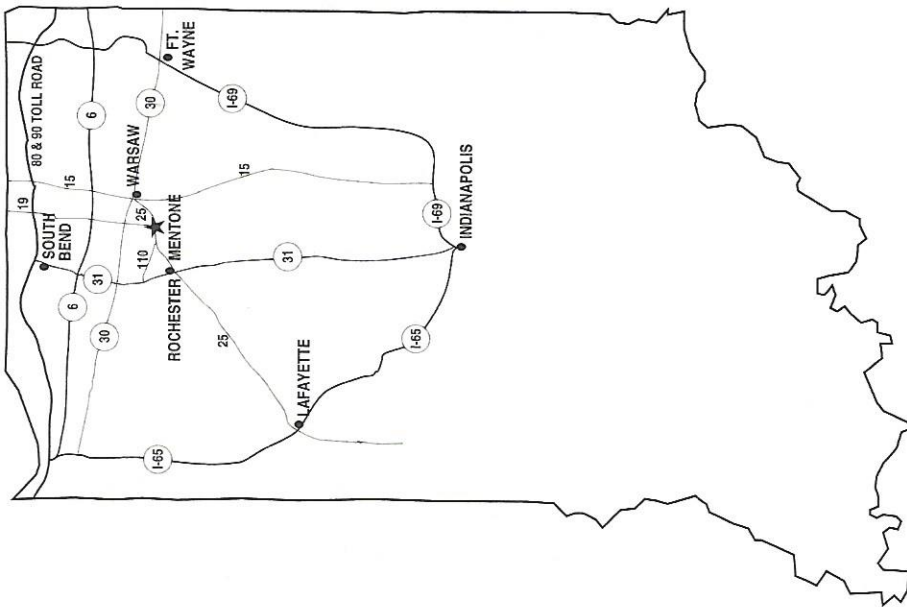 80 & 90 TOLL ROAD
19
15
SOUTH
BEND
6
6
31
30
30
WARSAW
25
FT.
WAYNE
110
MENTONE
ROCHESTER
I-69
15
31
25
I-65
LAFAYETTE
I-69
I-65
INDIANAPOLIS